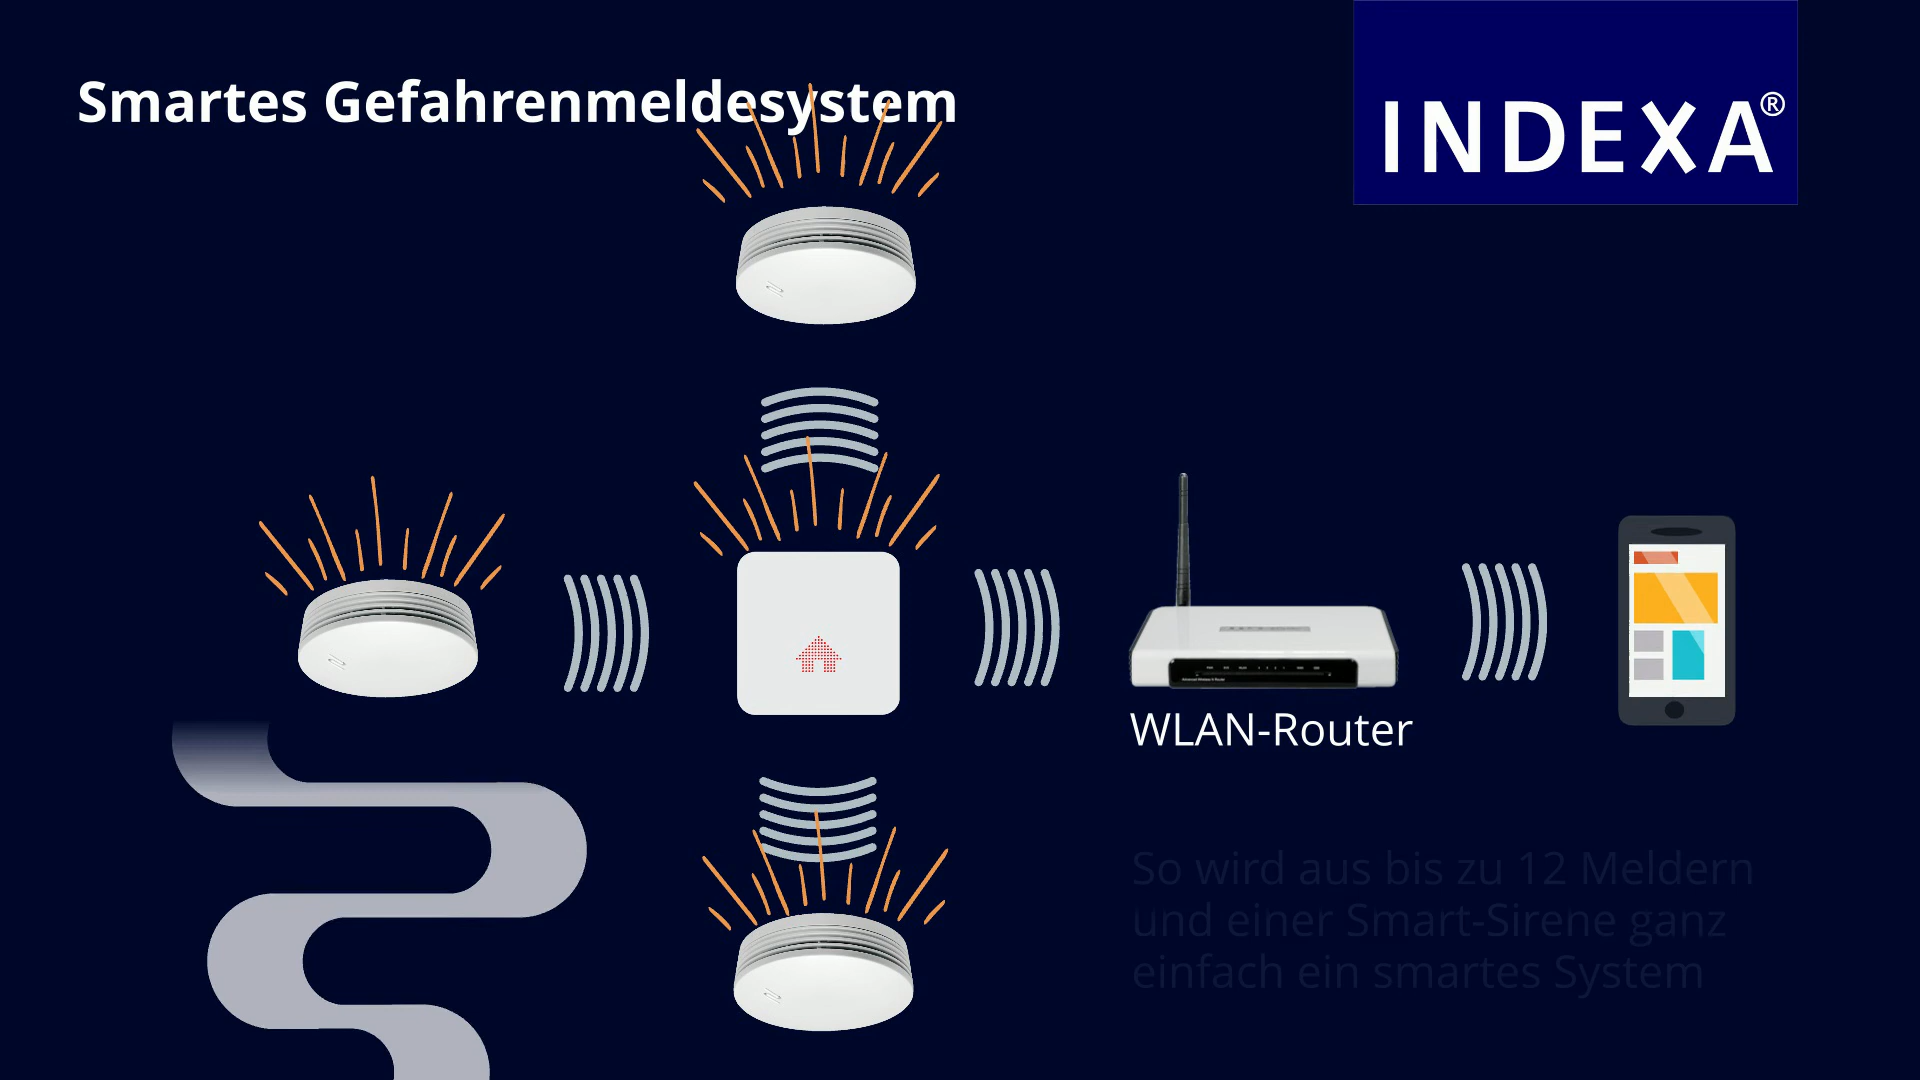 Smartes Gefahrenmeldesystem
INDEXA®
WLAN-Router
So wird aus bis zu 12 Meldern
und einer Smart-Sirene ganz
einfach ein smartes System